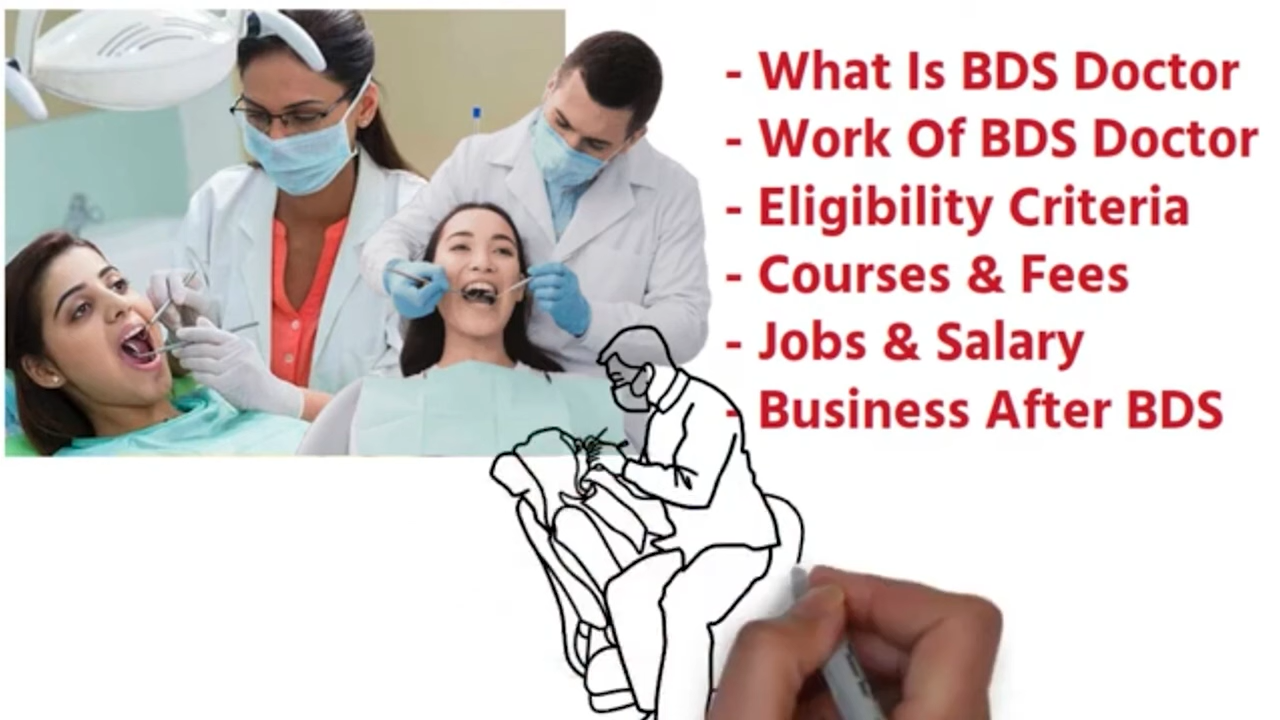 - What Is BDS Doctor
- Work Of BDS Doctor
- Eligibility Criteria
- Courses & Fees
- Jobs & Salary
- Business After BDS